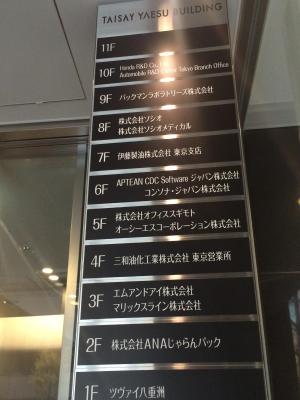 TAISAY YAESU BUILDING
11F
10F Honda R&D Co., Ltd.
Automobile R&D Center Tokyo Branch Office
9F バックマンラボラトリーズ株式会社
8F 株式会社ソシオ
株式会社ソシオメディカル
7F 伊藤製油株式会社 東京支店
6F APTEAN CDC Software ジャパン株式会社
コンソナ・ジャパン株式会社
5F 株式会社オフィススギモト
オーシーエスコーポレーション株式会社
4F 三和油化工業株式会社 東京営業所
3F エムアンドアイ株式会社
マリックスライン株式会社
2F 株式会社ANAじゃらんパック
1F ツヴァイ八重洲